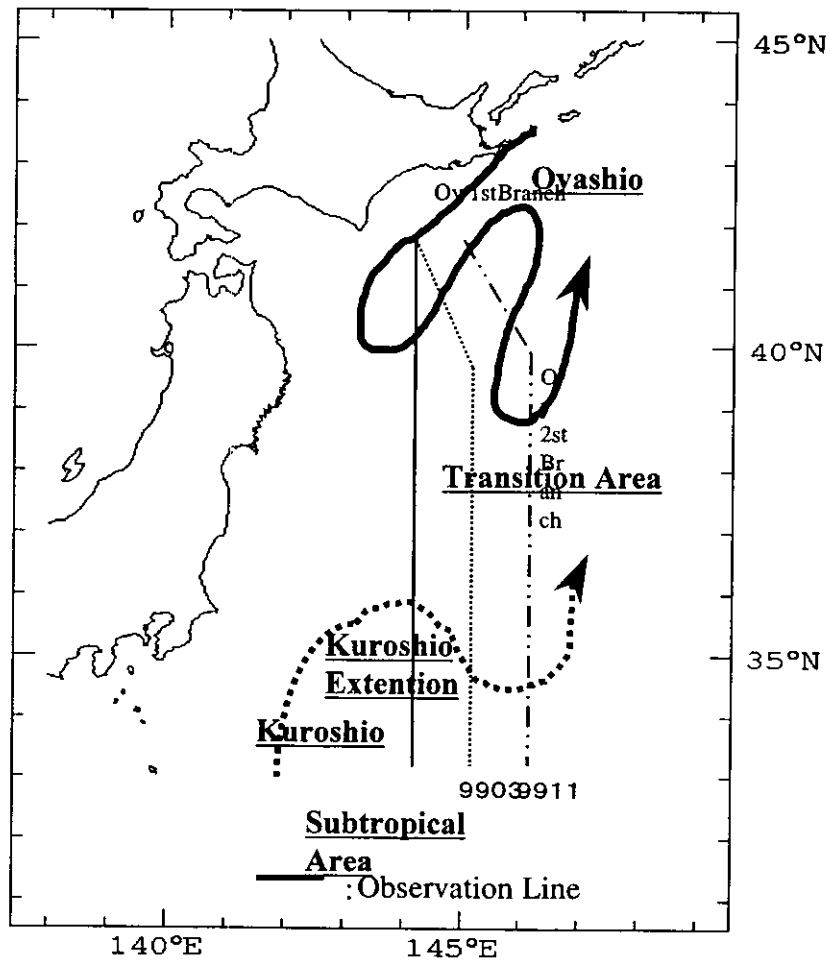 45°N
Oyashio
Oy 1stBranch
40°N
O
2st
Br
an
ch
Transition Area
Kuroshio
Extention
35°N
Kuroshio
9903
9911
Subtropical
Area
:Observation Line
140°E
145°E